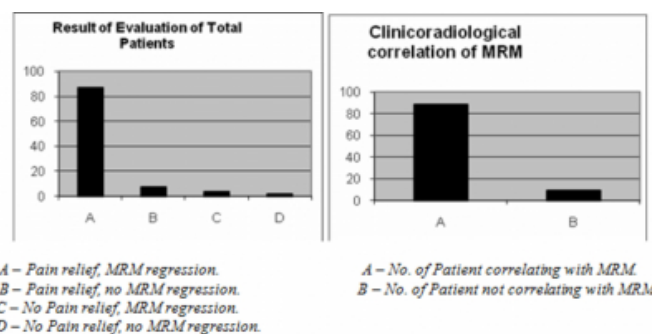 Result of Evaluation of Total
Patients
100
80
60
40
20
0
A B C D
Clinicoradiological
correlation of MRM
100
80
60
40
20
0
A B
A – Pain relief, MRM regression.
B – Pain relief, no MRM regression.
C – No Pain relief, MRM regression.
D – No Pain relief, no MRM regression.
A – No. of Patient correlating with MRM.
B – No. of Patient not correlating with MRM